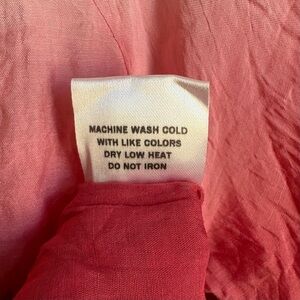 MACHINE WASH COLD
WITH LIKE COLORS
DRY LOW HEAT
DO NOT IRON